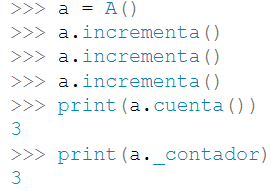 >>> a = A()
>>> a.incrementa()
>>> a.incrementa()
>>> a.incrementa()
>>> print(a.cuenta())
3
>>> print(a._contador)
3